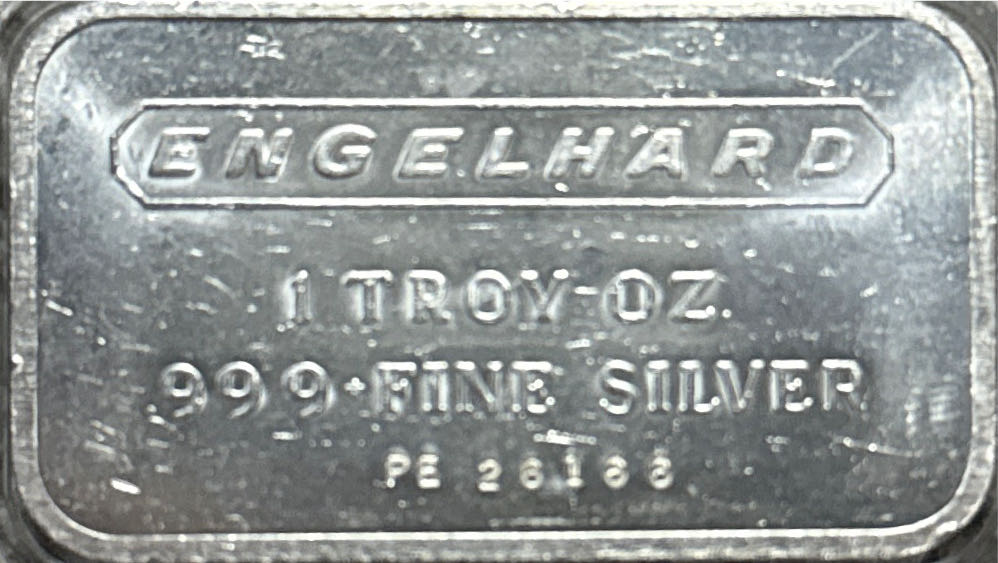 ENGELHARD
1 TROY OZ.
.999+FINE SILVER
PE